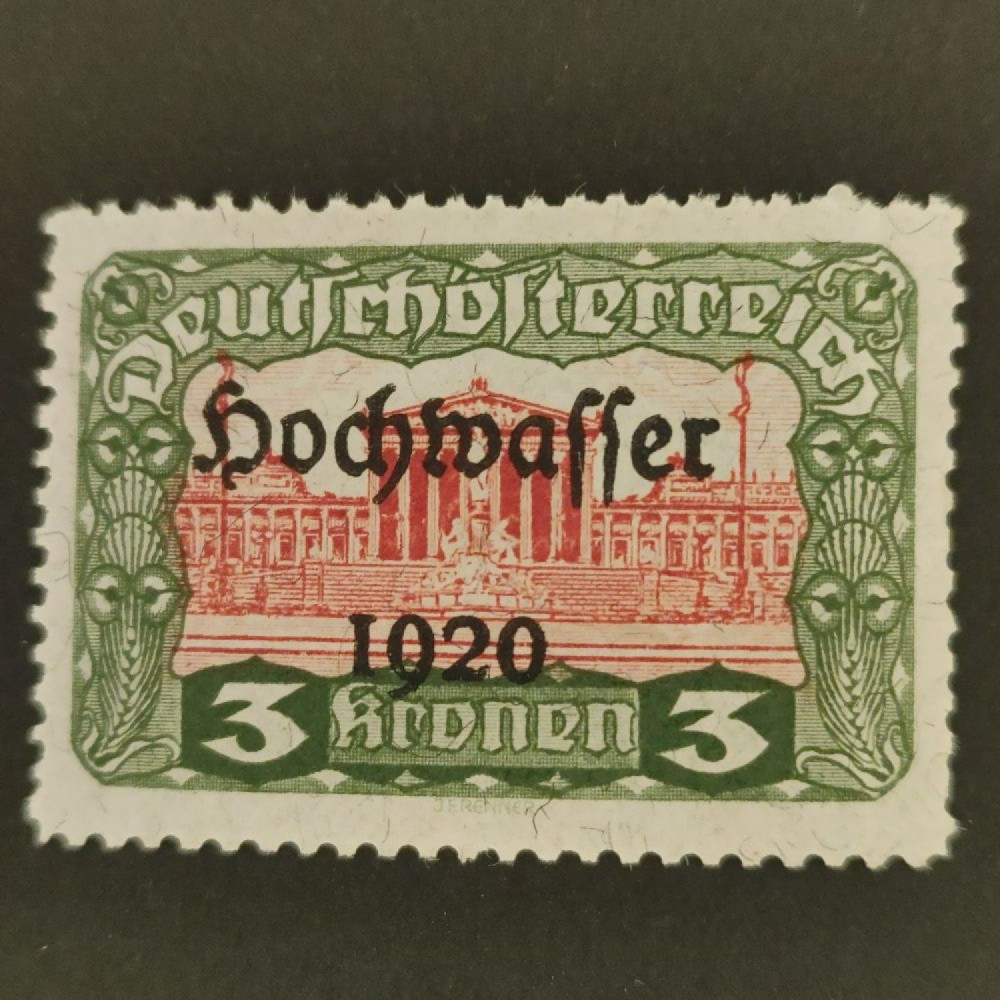 Deutschösterreich
Hochwasser
1920
3 Kronen 3
J.F.RENNER